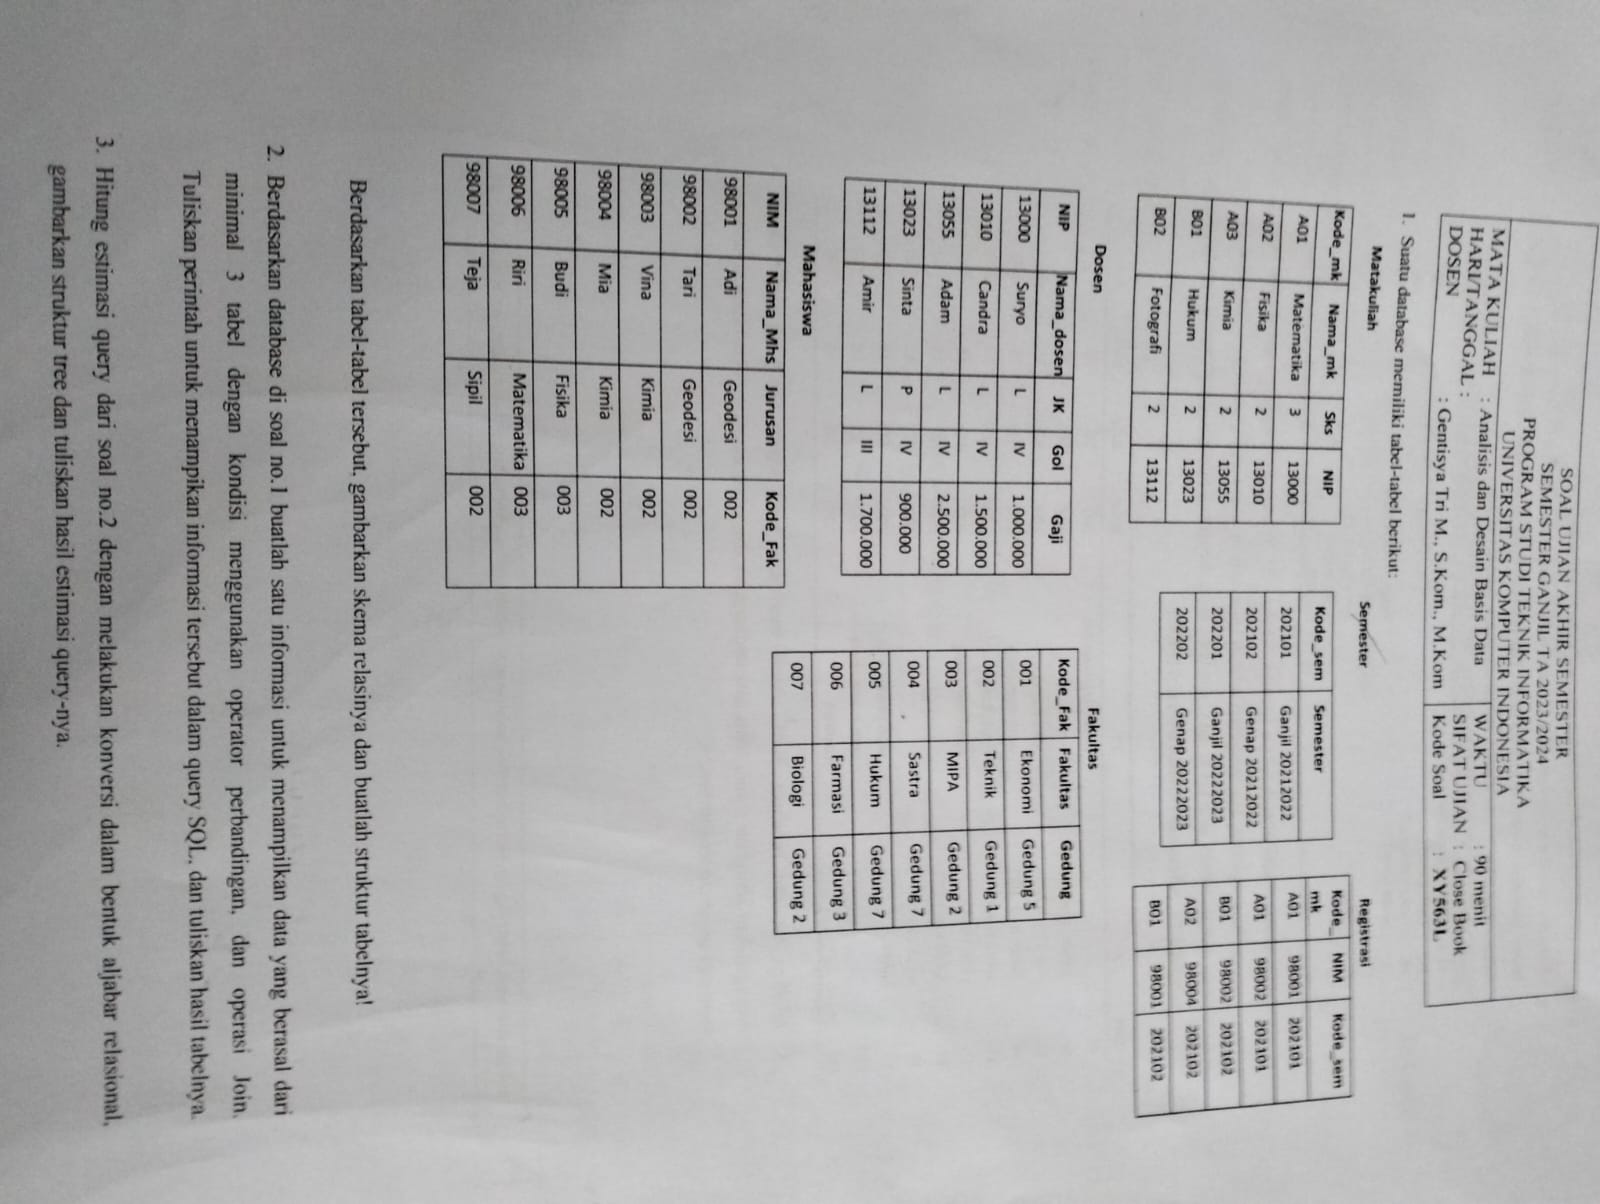 SOAL UJIAN AKHIR SEMESTER
SEMESTER GANJIL TA 2023/2024
PROGRAM STUDI TEKNIK INFORMATIKA
UNIVERSITAS KOMPUTER INDONESIA
MATA KULIAH : Analisis dan Desain Basis Data WAKTU : 90 menit
HARI/TANGGAL : SIFAT UJIAN : Close Book
DOSEN : Gentisya Tri M., S.Kom., M.Kom Kode Soal : XY563L
1. Suatu database memiliki tabel-tabel berikut:
Matakuliah
Kode_mk Nama_mk Sks NIP
A01 Matematika 3 13000
A02 Fisika 2 13010
A03 Kimia 2 13055
B01 Hukum 2 13023
B02 Fotografi 2 13112
Semester
Kode_sem Semester
202101 Ganjil 20212022
202102 Genap 20212022
202201 Ganjil 20222023
202202 Genap 20222023
Registrasi
Kode_ NIM Kode_sem
mk
A01 98001 202101
A01 98002 202101
B01 98002 202102
A02 98004 202102
B01 98001 202102
Dosen
NIP Nama_dosen JK Gol Gaji
13000 Suryo L IV 1.000.000
13010 Candra L IV 1.500.000
13055 Adam L IV 2.500.000
13023 Sinta P IV 900.000
13112 Amir L III 1.700.000
Fakultas
Kode_Fak Fakultas Gedung
001 Ekonomi Gedung 5
002 Teknik Gedung 1
003 MIPA Gedung 2
004 Sastra Gedung 7
005 Hukum Gedung 7
006 Farmasi Gedung 3
007 Biologi Gedung 2
Mahasiswa
NIM Nama_Mhs Jurusan Kode_Fak
98001 Adi Geodesi 002
98002 Tari Geodesi 002
98003 Vina Kimia 002
98004 Mia Kimia 002
98005 Budi Fisika 003
98006 Riri Matematika 003
98007 Teja Sipil 002
Berdasarkan tabel-tabel tersebut, gambarkan skema relasinya dan buatlah struktur tabelnya!
2. Berdasarkan database di soal no.1 buatlah satu informasi untuk menampilkan data yang berasal dari
minimal 3 tabel dengan kondisi menggunakan operator perbandingan, dan operasi Join.
Tuliskan perintah untuk menampikan informasi tersebut dalam query SQL, dan tuliskan hasil tabelnya.
3. Hitung estimasi query dari soal no.2 dengan melakukan konversi dalam bentuk aljabar relasional,
gambarkan struktur tree dan tuliskan hasil estimasi query-nya.